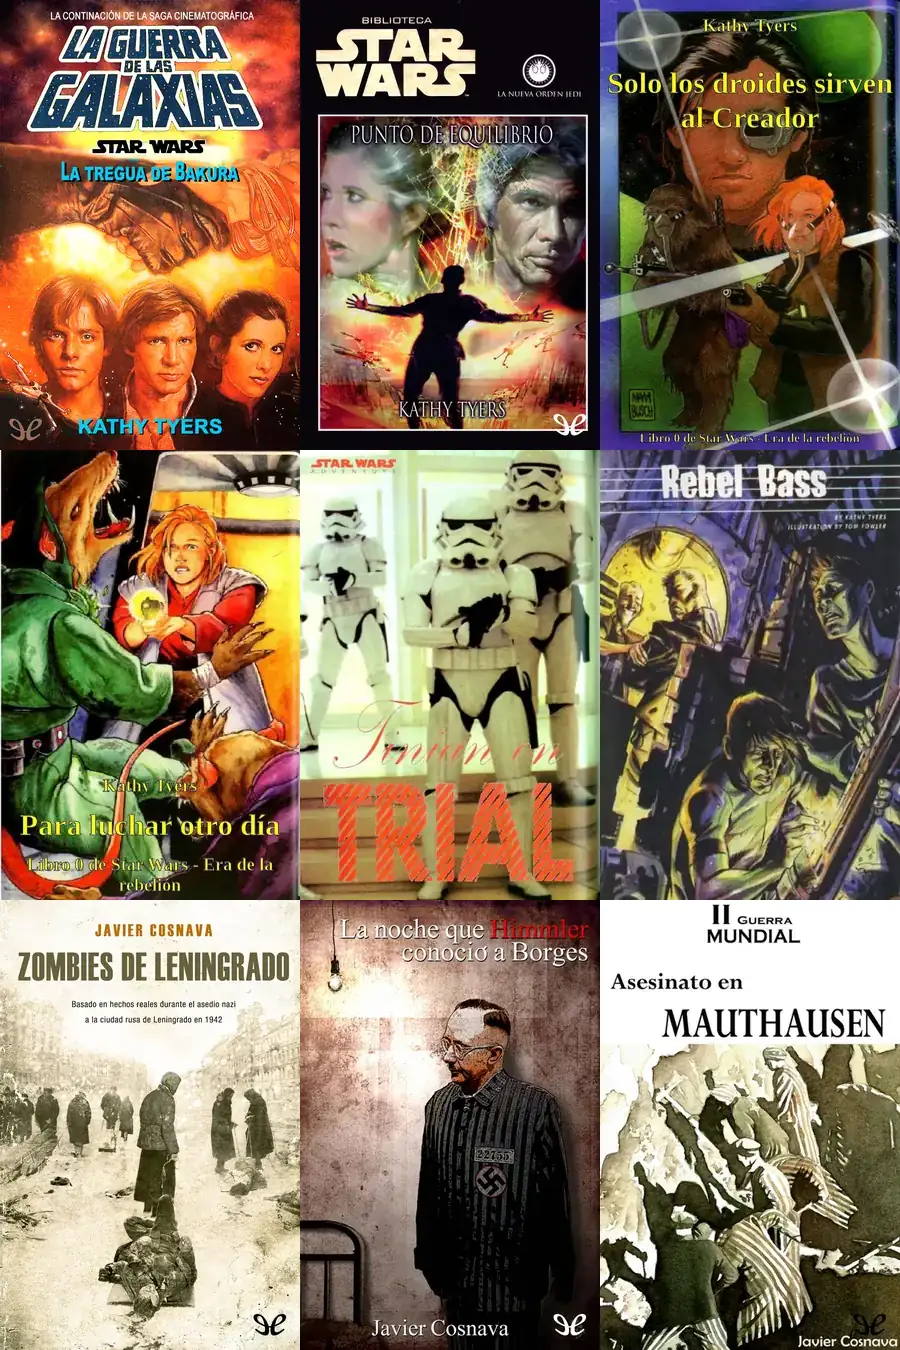 LA CONTINACIÓN DE LA SAGA CINEMATOGRÁFICA
LA GUERRA
DE LAS
GALAXIAS
STAR WARS
LA TREGUA DE BAKURA
KATHY TYERS
BIBLIOTECA
STAR
WARS
LA NUEVA ORDEN JEDI
PUNTO DE EQUILIBRIO
KATHY TYERS
Kathy Tyers
Solo los droides sirven
al Creador
NAM
BUSCH
Libro 0 de Star Wars - Era de la rebelión
Kathy Tyers
Para luchar otro día
Libro 0 de Star Wars - Era de la
rebelión
STAR WARS
ADVENTURE
Tinian on
TRIAL
Rebel Bass
BY KATHY TYERS
ILLUSTRATION BY TOM FOWLER
JAVIER COSNAVA
ZOMBIES DE LENINGRADO
Basado en hechos reales durante el asedio nazi
a la ciudad rusa de Leningrado en 1942
La noche que Himmler
conoció a Borges
22755
Javier Cosnava
II GUERRA
MUNDIAL
Asesinato en
MAUTHAUSEN
Javier Cosnava